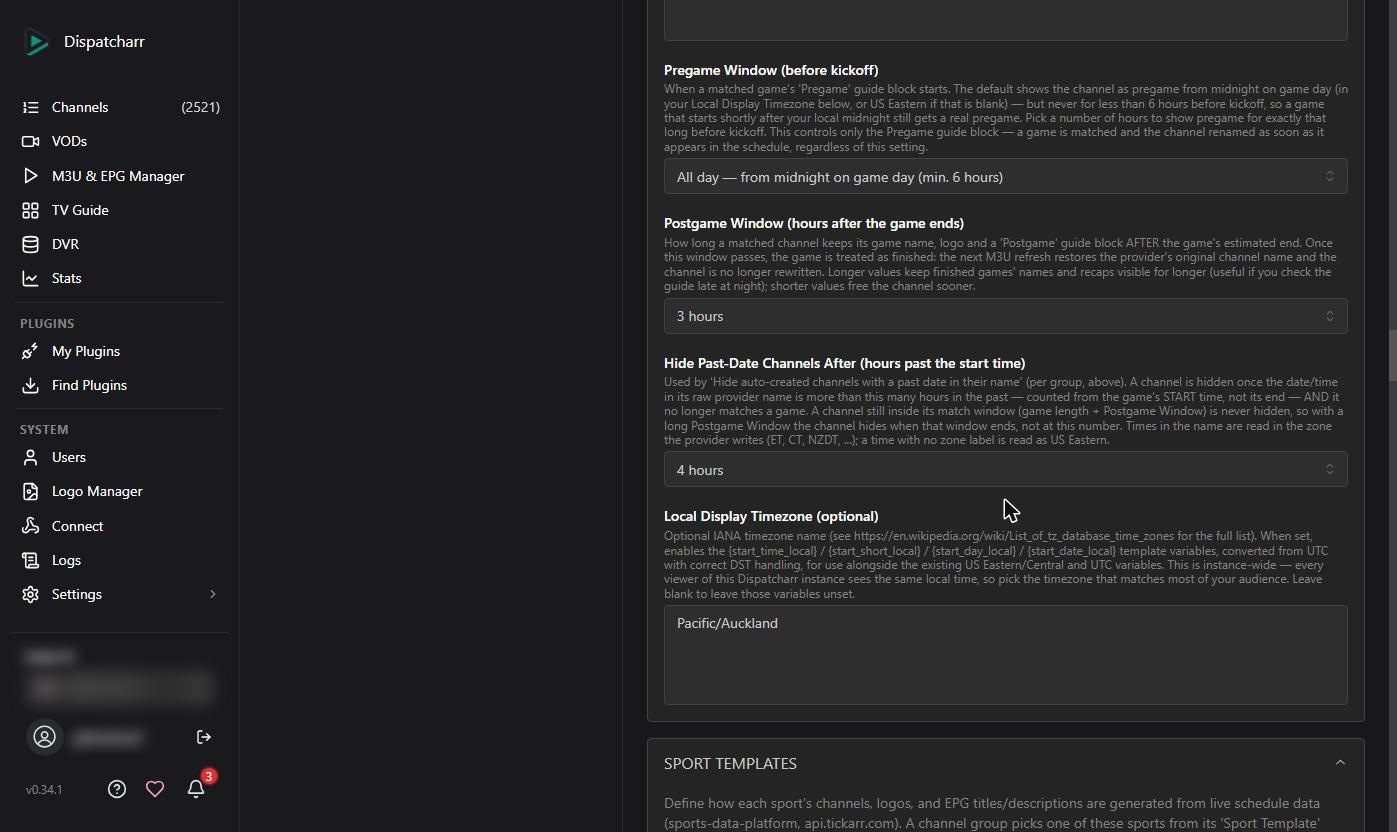 Dispatcharr
Channels (2521)
VODs
M3U & EPG Manager
TV Guide
DVR
Stats
PLUGINS
My Plugins
Find Plugins
SYSTEM
Users
Logo Manager
Connect
Logs
Settings
v0.34.1
3
Pregame Window (before kickoff)
When a matched game's 'Pregame' guide block starts. The default shows the channel as pregame from midnight on game day (in
your Local Display Timezone below, or US Eastern if that is blank) — but never for less than 6 hours before kickoff, so a game
that starts shortly after your local midnight still gets a real pregame. Pick a number of hours to show pregame for exactly that
long before kickoff. This controls only the Pregame guide block — a game is matched and the channel renamed as soon as it
appears in the schedule, regardless of this setting.
All day — from midnight on game day (min. 6 hours)
Postgame Window (hours after the game ends)
How long a matched channel keeps its game name, logo and a 'Postgame' guide block AFTER the game's estimated end. Once
this window passes, the game is treated as finished: the next M3U refresh restores the provider's original channel name and the
channel is no longer rewritten. Longer values keep finished games' names and recaps visible for longer (useful if you check the
guide late at night); shorter values free the channel sooner.
3 hours
Hide Past-Date Channels After (hours past the start time)
Used by 'Hide auto-created channels with a past date in their name' (per group, above). A channel is hidden once the date/time
in its raw provider name is more than this many hours in the past — counted from the game's START time, not its end — AND it
no longer matches a game. A channel still inside its match window (game length + Postgame Window) is never hidden, so with a
long Postgame Window the channel hides when that window ends, not at this number. Times in the name are read in the zone
the provider writes (ET, CT, NZDT, ...); a time with no zone label is read as US Eastern.
4 hours
Local Display Timezone (optional)
Optional IANA timezone name (see https://en.wikipedia.org/wiki/List_of_tz_database_time_zones for the full list). When set,
enables the {start_time_local} / {start_short_local} / {start_day_local} / {start_date_local} template variables, converted from UTC
with correct DST handling, for use alongside the existing US Eastern/Central and UTC variables. This is instance-wide — every
viewer of this Dispatcharr instance sees the same local time, so pick the timezone that matches most of your audience. Leave
blank to leave those variables unset.
Pacific/Auckland
SPORT TEMPLATES
Define how each sport's channels, logos, and EPG titles/descriptions are generated from live schedule data
(sports-data-platform, api.tickarr.com). A channel group picks one of these sports from its 'Sport Template'